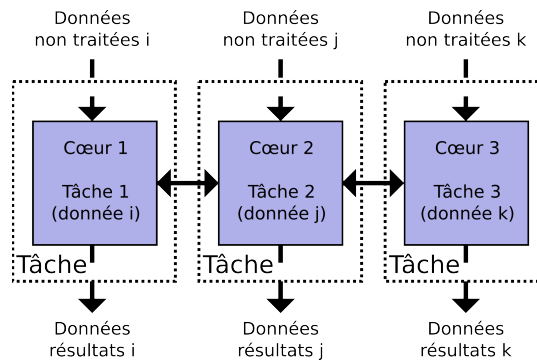 Données
non traitées i
Données
non traitées j
Données
non traitées k
Cœur 1
Tâche 1
(donnée i)
Cœur 2
Tâche 2
(donnée j)
Cœur 3
Tâche 3
(donnée k)
Tâche
Tâche
Tâche
Données
résultats i
Données
résultats j
Données
résultats k